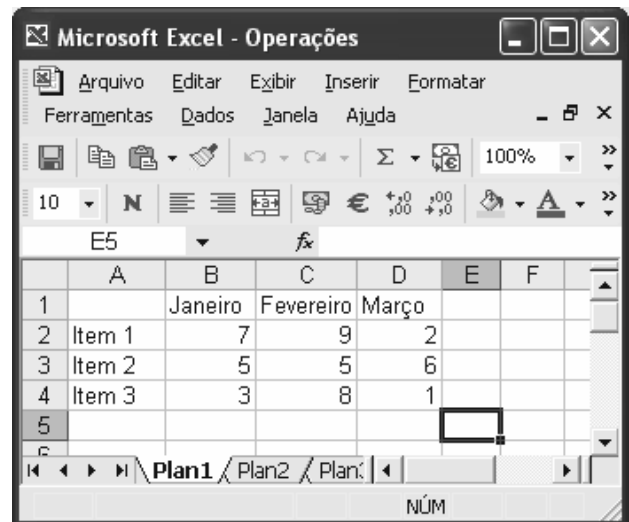 Microsoft Excel - Operações
Arquivo Editar Exibir Inserir Formatar
Ferramentas Dados Janela Ajuda
Σ 100%
10 N € A
E5 fx
A B C D E F
1 Janeiro Fevereiro Março
2 Item 1 7 9 2
3 Item 2 5 5 6
4 Item 3 3 8 1
5
Plan1 Plan2
NÚM